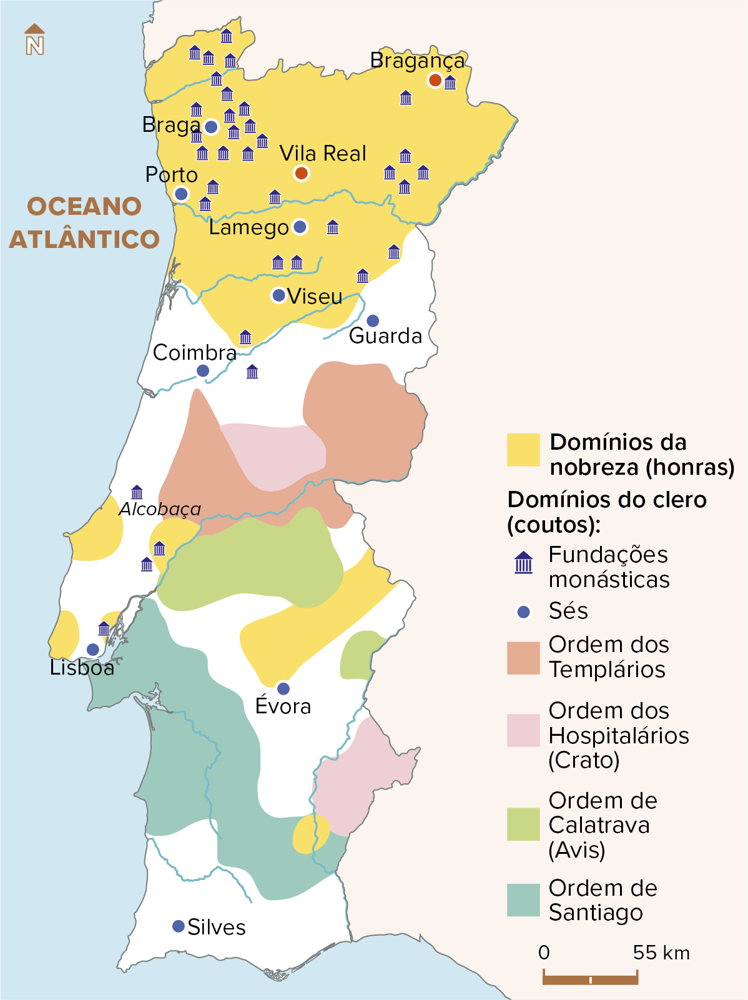 N
Bragança
Braga
Vila Real
Porto
OCEANO
ATLÂNTICO
Lamego
Viseu
Guarda
Coimbra
Alcobaça
Lisboa
Évora
Silves
Domínios da
nobreza (honras)
Domínios do clero
(coutos):
Fundações
monásticas
Sés
Ordem dos
Templários
Ordem dos
Hospitalários
(Crato)
Ordem de
Calatrava
(Avis)
Ordem de
Santiago
0 55 km